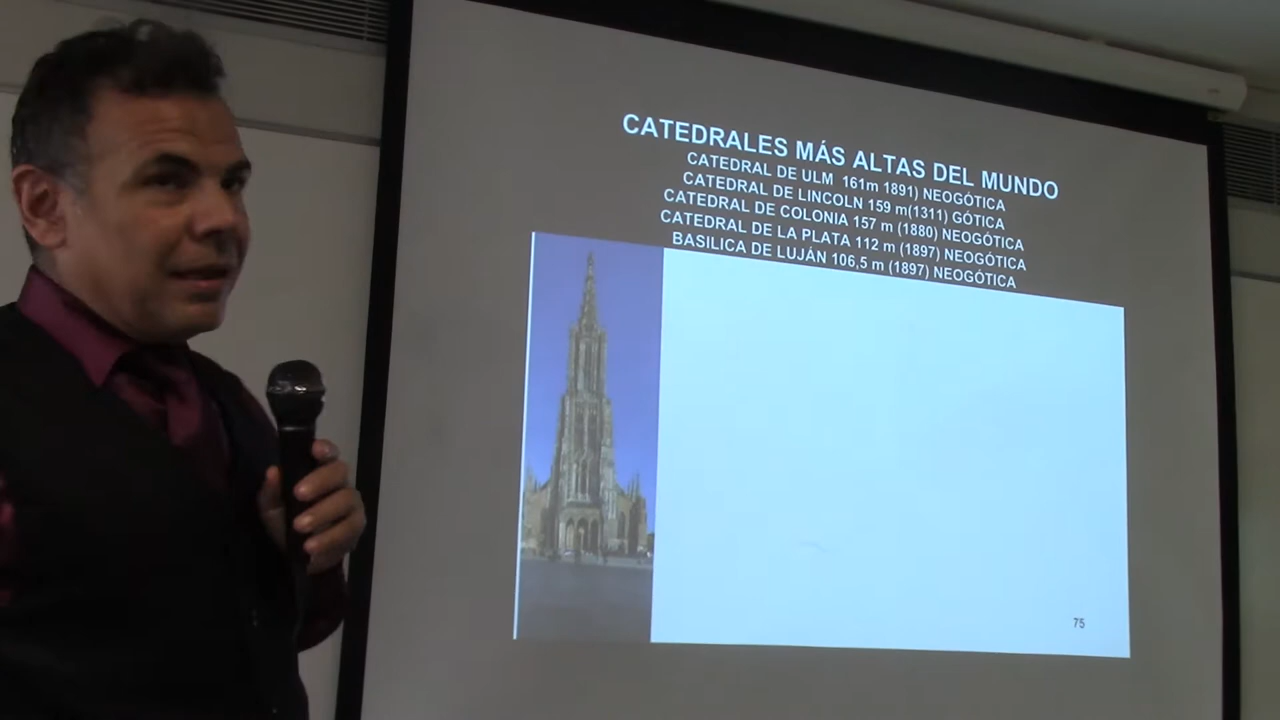 CATEDRALES MÁS ALTAS DEL MUNDO
CATEDRAL DE ULM 161m 1891) NEOGÓTICA
CATEDRAL DE LINCOLN 159 m(1311) GÓTICA
CATEDRAL DE COLONIA 157 m (1880) NEOGÓTICA
CATEDRAL DE LA PLATA 112 m (1897) NEOGÓTICA
BASILICA DE LUJÁN 106,5 m (1897) NEOGÓTICA
75